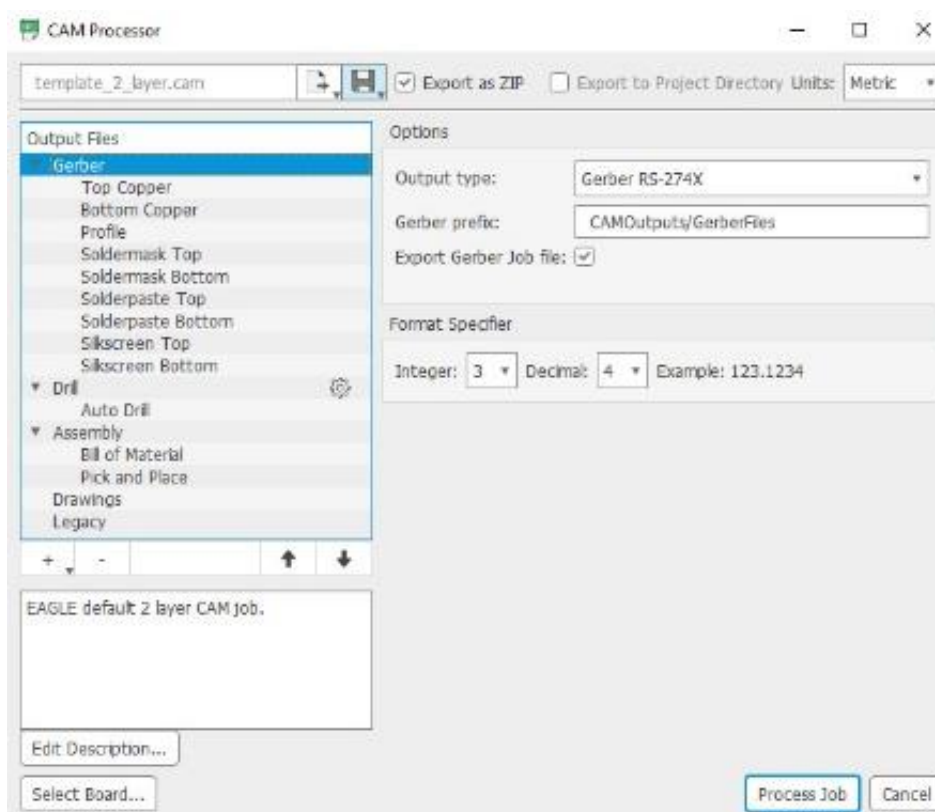 CAM Processor
template_2_layer.cam
Export as ZIP
Export to Project Directory
Units:
Metric
Output Files
Gerber
Top Copper
Bottom Copper
Profile
Soldermask Top
Soldermask Bottom
Solderpaste Top
Solderpaste Bottom
Silkscreen Top
Silkscreen Bottom
Drill
Auto Drill
Assembly
Bill of Material
Pick and Place
Drawings
Legacy
+
-
EAGLE default 2 layer CAM job.
Edit Description...
Select Board...
Options
Output type:
Gerber RS-274X
Gerber prefix:
CAMOutputs/GerberFiles
Export Gerber Job file:
Format Specifier
Integer: 3 Decimal: 4 Example: 123.1234
Process Job
Cancel